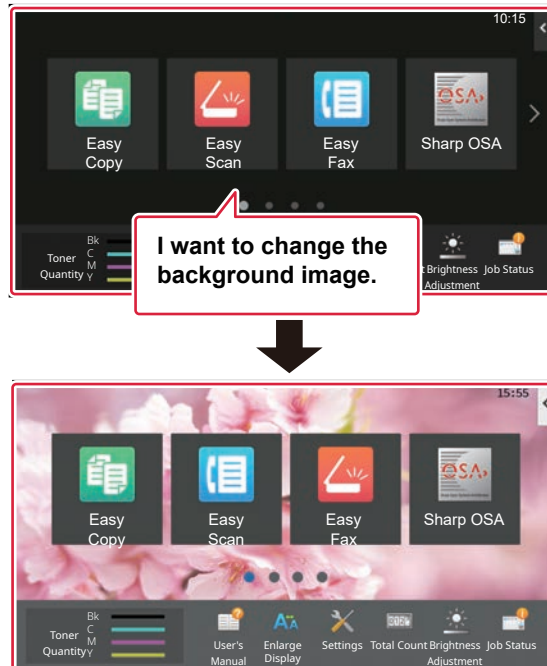 10:15
Easy
Copy
Easy
Scan
Easy
Fax
OSA
Sharp OSA
I want to change the
background image.
Toner
Quantity
Bk
C
M
Y
t Brightness
Adjustment
Job Status
15:55
Easy
Copy
Easy
Scan
Easy
Fax
OSA
Sharp OSA
Toner
Quantity
Bk
C
M
Y
User's
Manual
Enlarge
Display
Settings
Total Count
Brightness
Adjustment
Job Status